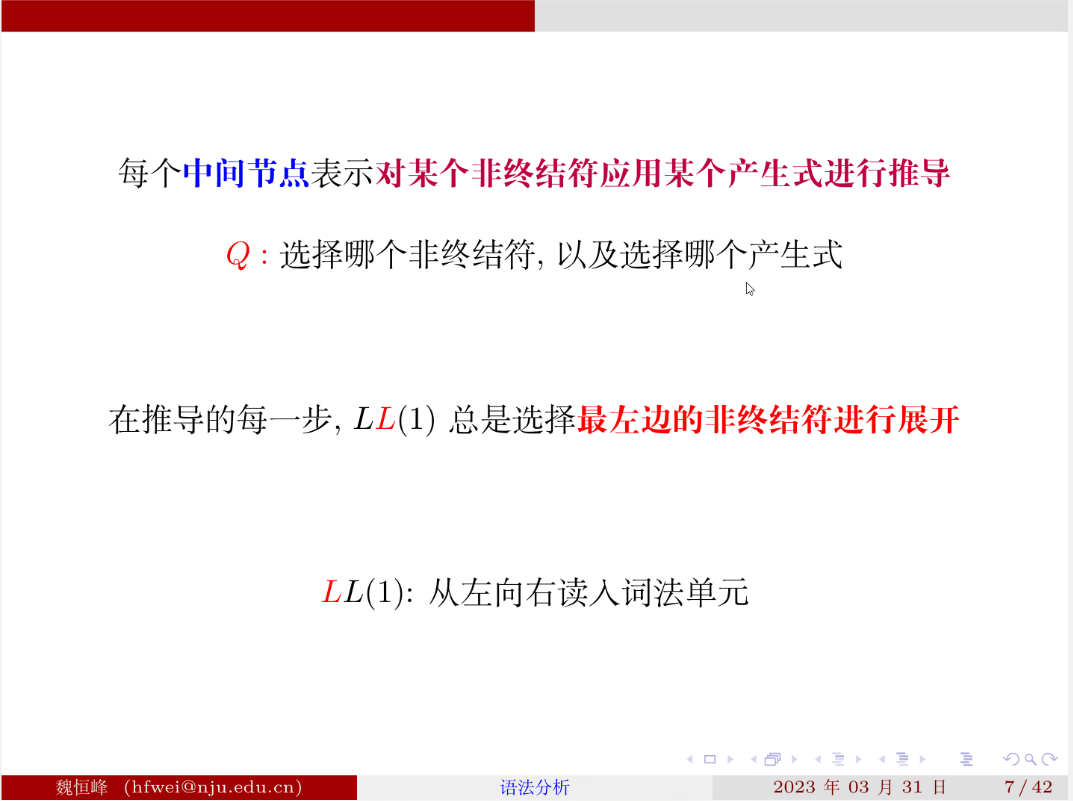 每个中间节点表示对某个非终结符应用某个产生式进行推导
Q : 选择哪个非终结符, 以及选择哪个产生式
在推导的每一步, LL(1) 总是选择最左边的非终结符进行展开
LL(1): 从左向右读入词法单元
魏恒峰 (hfwei@nju.edu.cn) 语法分析 2023 年 03 月 31 日 7 / 42